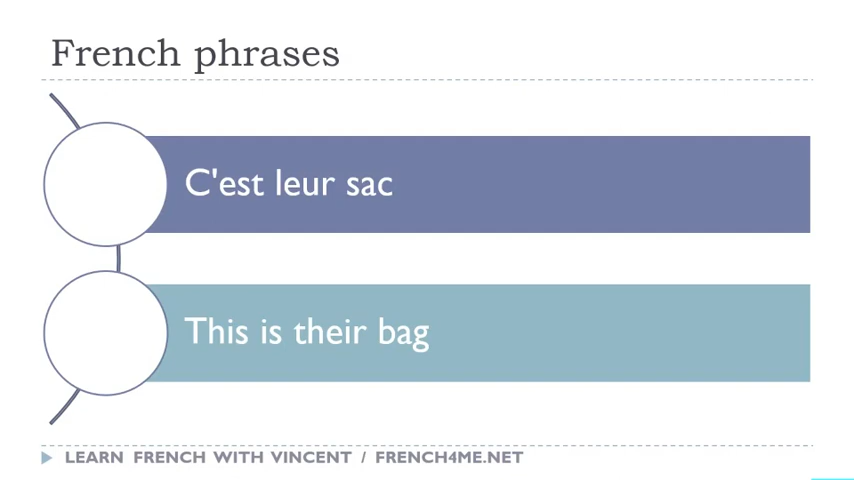 French phrases
C'est leur sac
This is their bag
LEARN FRENCH WITH VINCENT / FRENCH4ME.NET